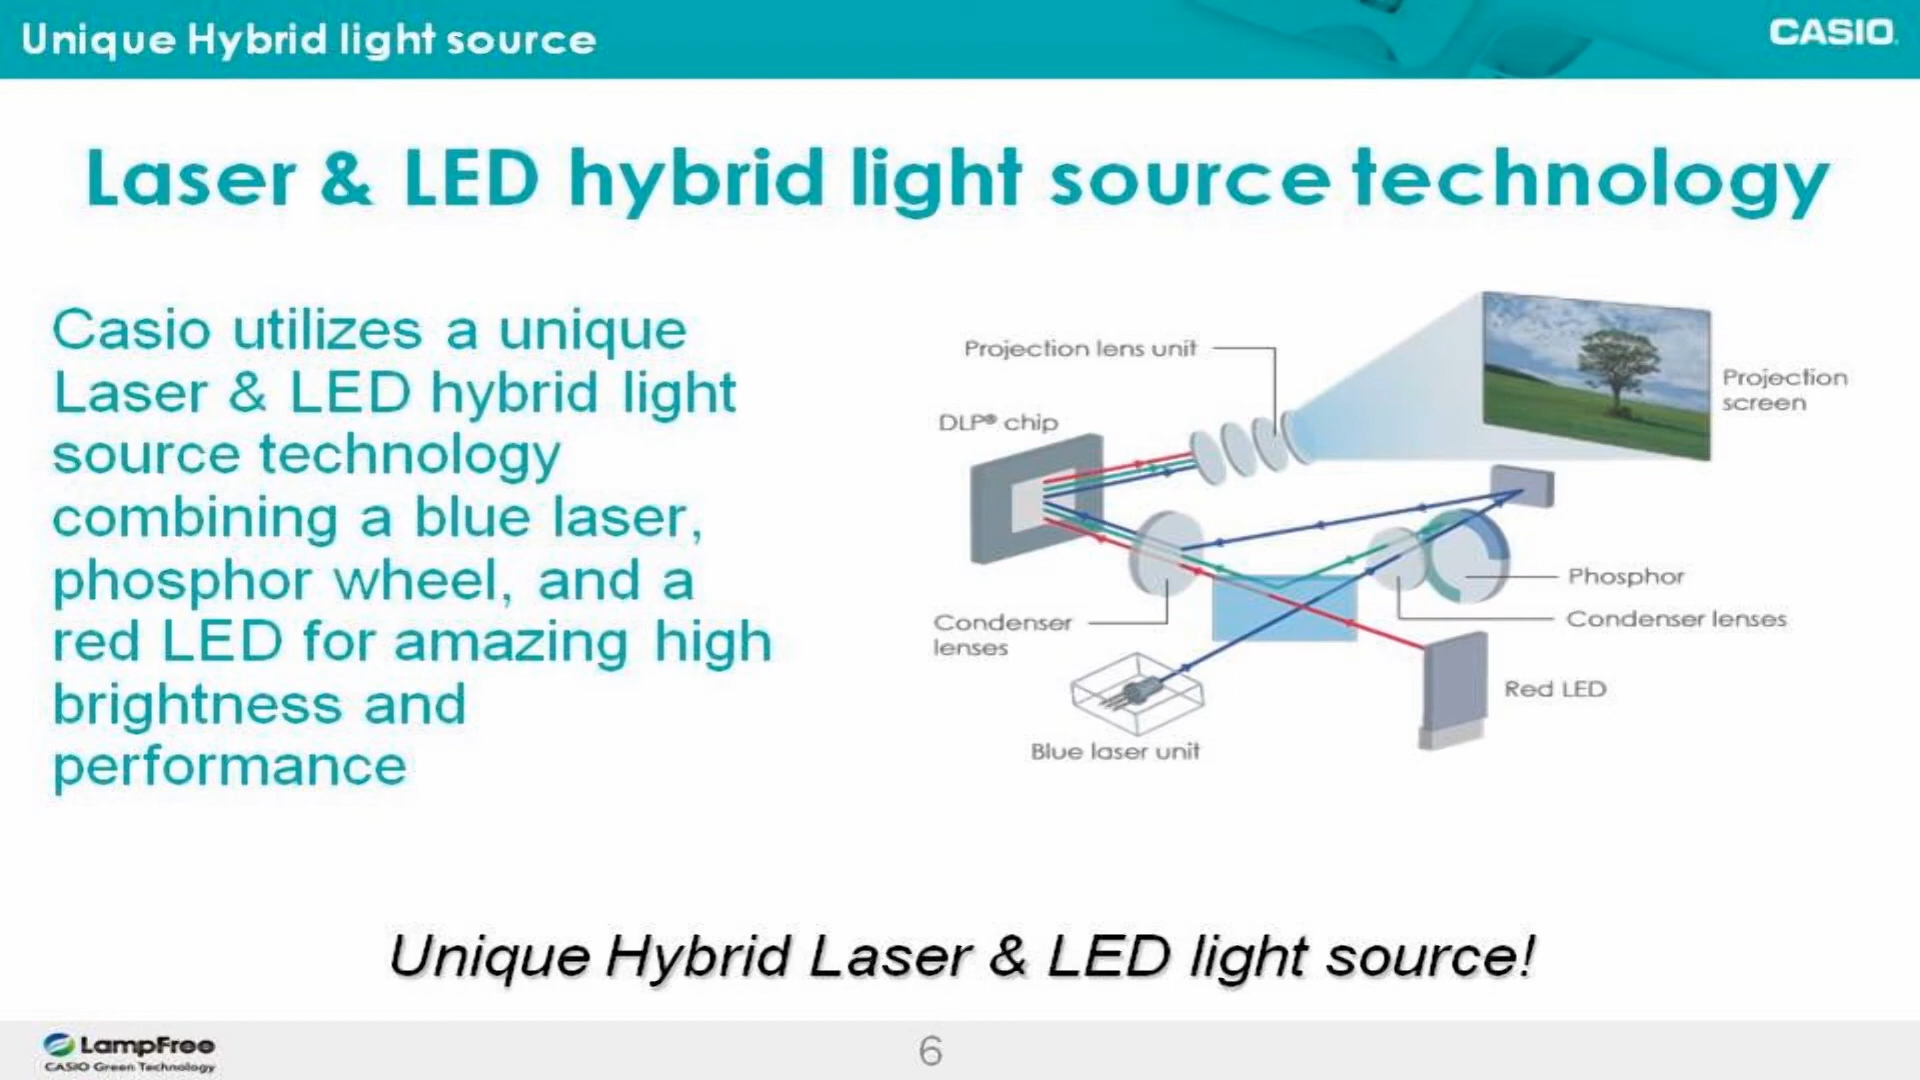 Unique Hybrid light source
CASIO
Laser & LED hybrid light source technology
Casio utilizes a unique
Laser & LED hybrid light
source technology
combining a blue laser,
phosphor wheel, and a
red LED for amazing high
brightness and
performance
Projection lens unit
Projection
screen
DLP® chip
Phosphor
Condenser lenses
Condenser
lenses
Red LED
Blue laser unit
Unique Hybrid Laser & LED light source!
LampFree
CASIO Green Technology
6